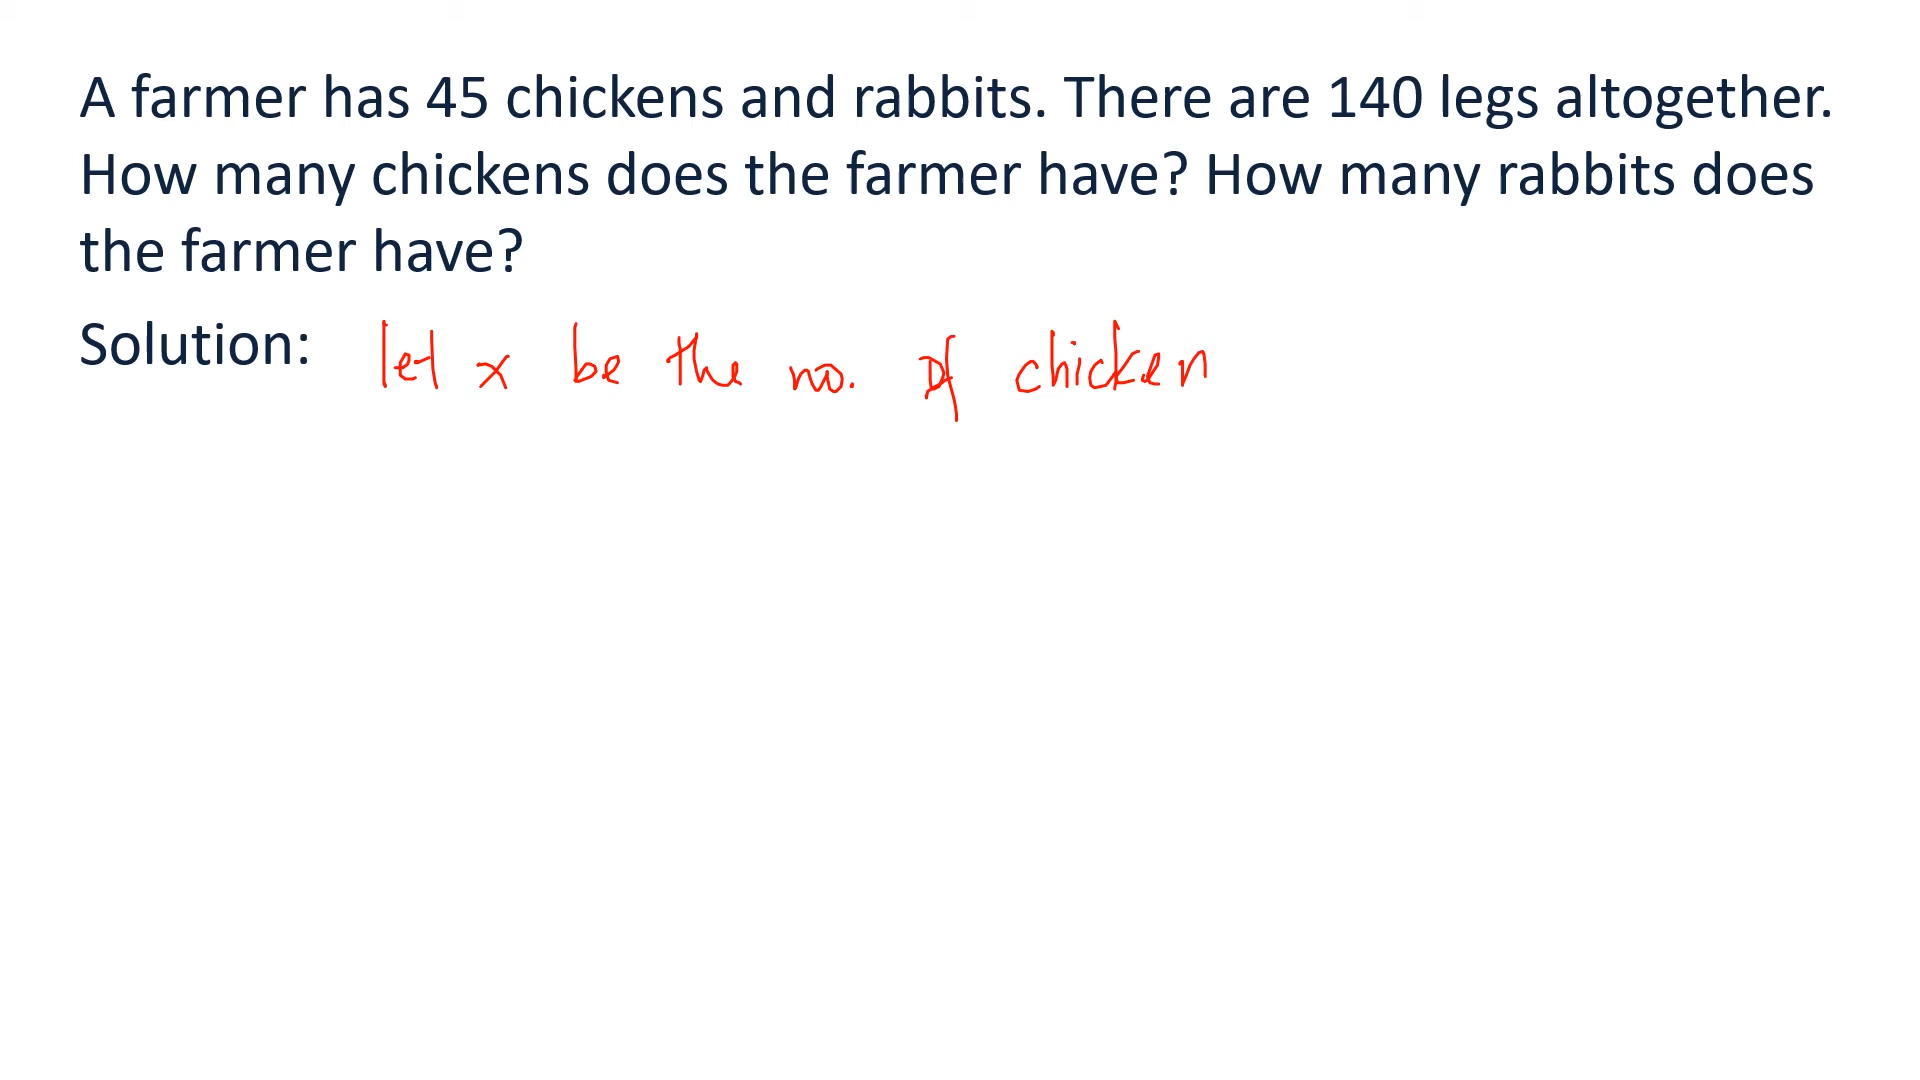 A farmer has 45 chickens and rabbits. There are 140 legs altogether.
How many chickens does the farmer have? How many rabbits does
the farmer have?
Solution: let x be the no. of chicken